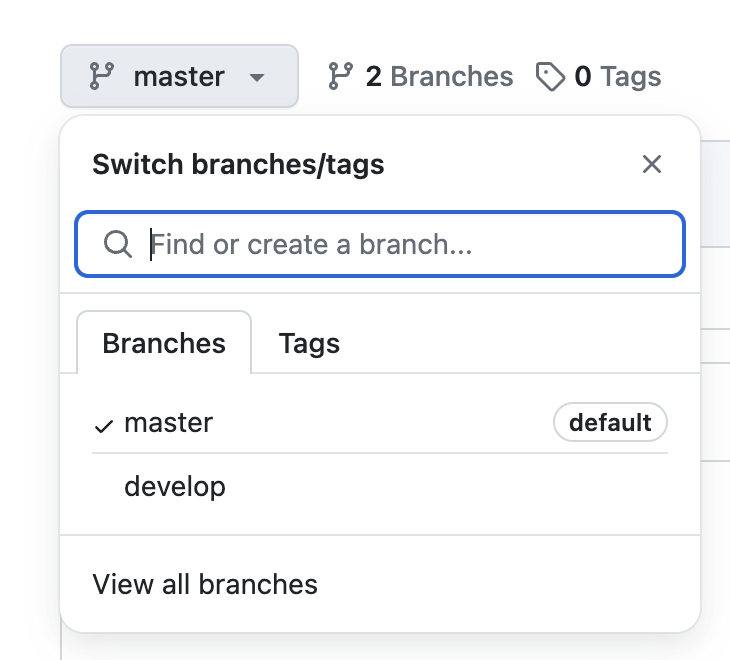 master 2 Branches 0 Tags
Switch branches/tags
Find or create a branch...
Branches Tags
master default
develop
View all branches